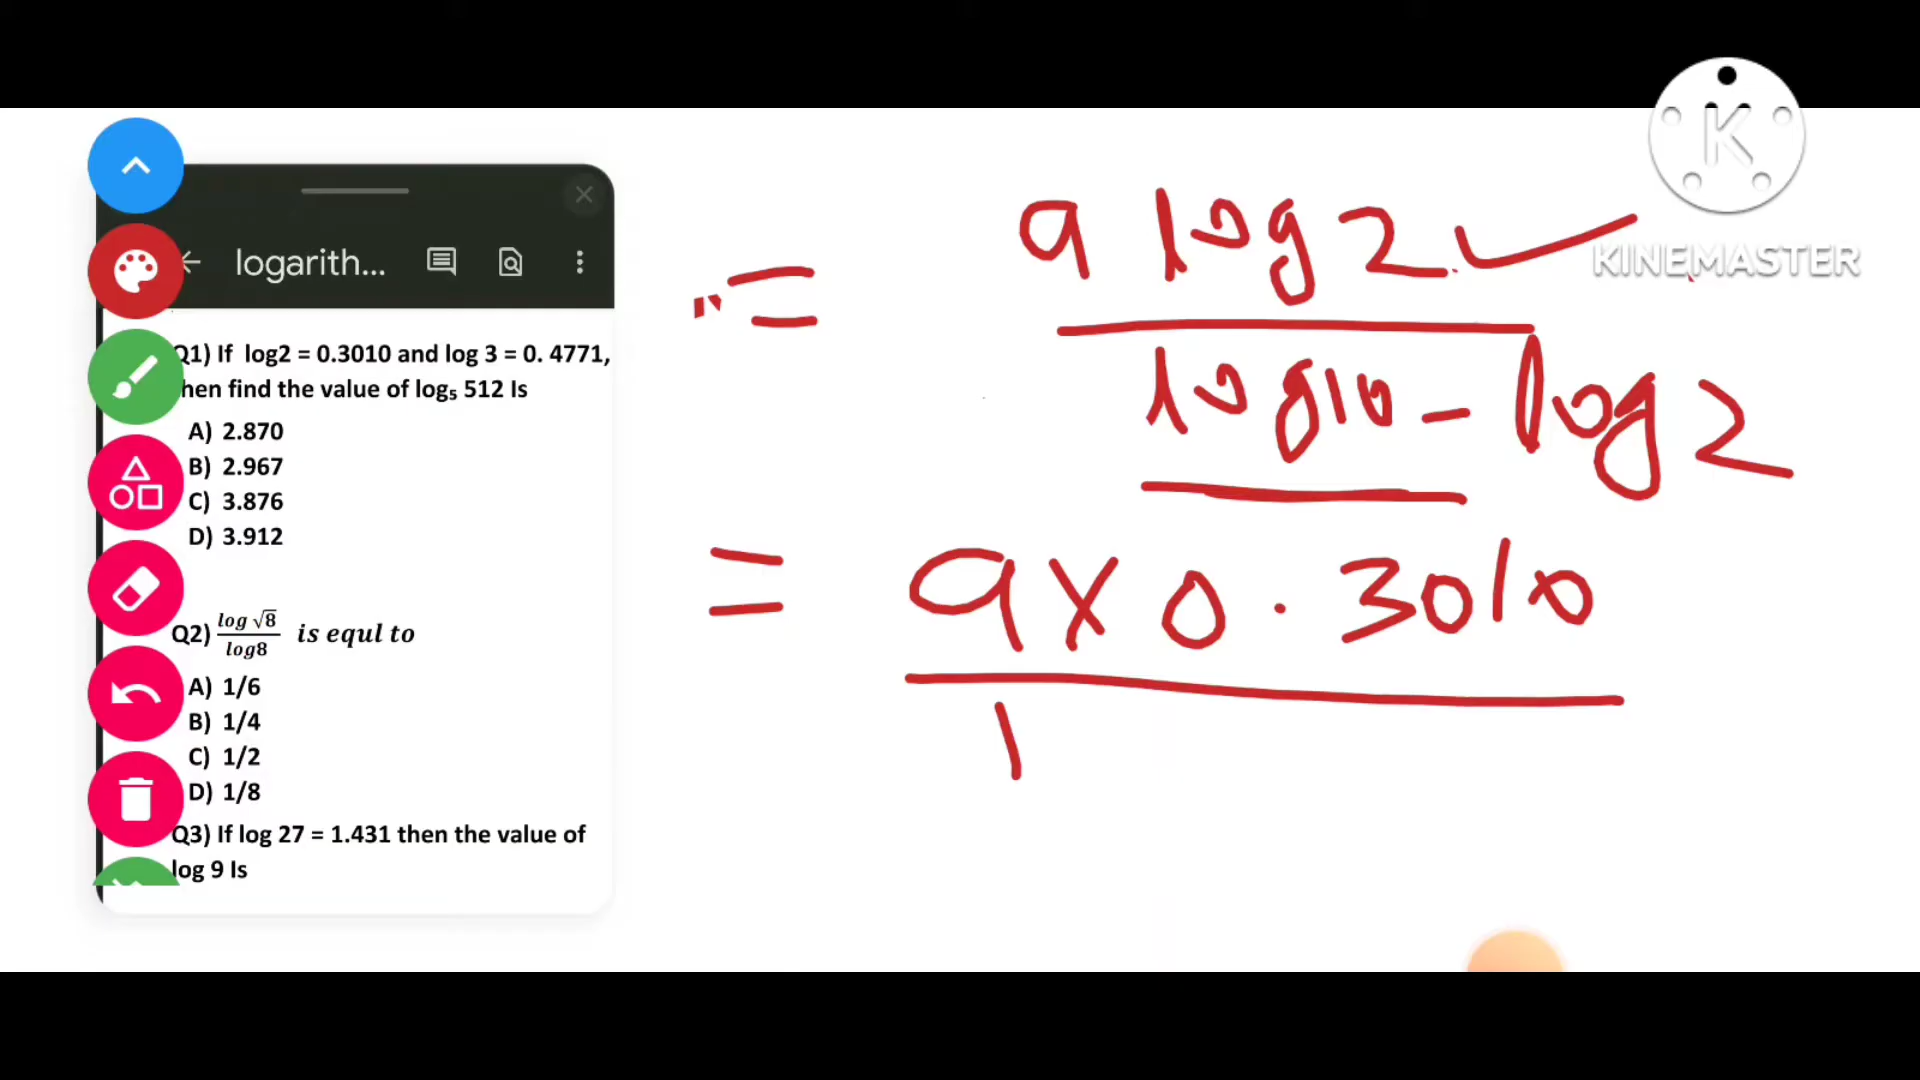 logarith...
Q1) If log2 = 0.3010 and log 3 = 0. 4771,
hen find the value of log₅ 512 Is
A) 2.870
B) 2.967
C) 3.876
D) 3.912
Q2) log √8 / log8 is equl to
A) 1/6
B) 1/4
C) 1/2
D) 1/8
Q3) If log 27 = 1.431 then the value of
log 9 Is
K
KINEMASTER
= 9 log 2
log10 - log 2
= 9 x 0.3010
1